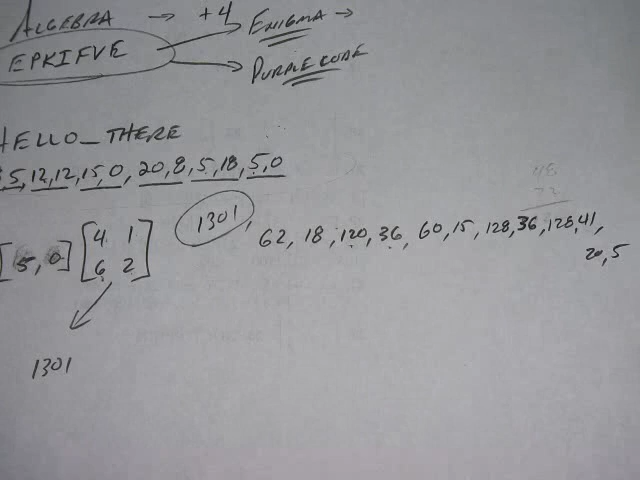 ALGEBRA → +4 ENIGMA →
EPKIFVE
PURPLE CODE
HELLO_THERE
5, 12, 12, 15, 0, 20, 8, 5, 18, 5, 0
[5, 0] [4 1
6 2]
1301, 62, 18, 120, 36, 60, 15, 128, 36, 128, 41,
20, 5
1301